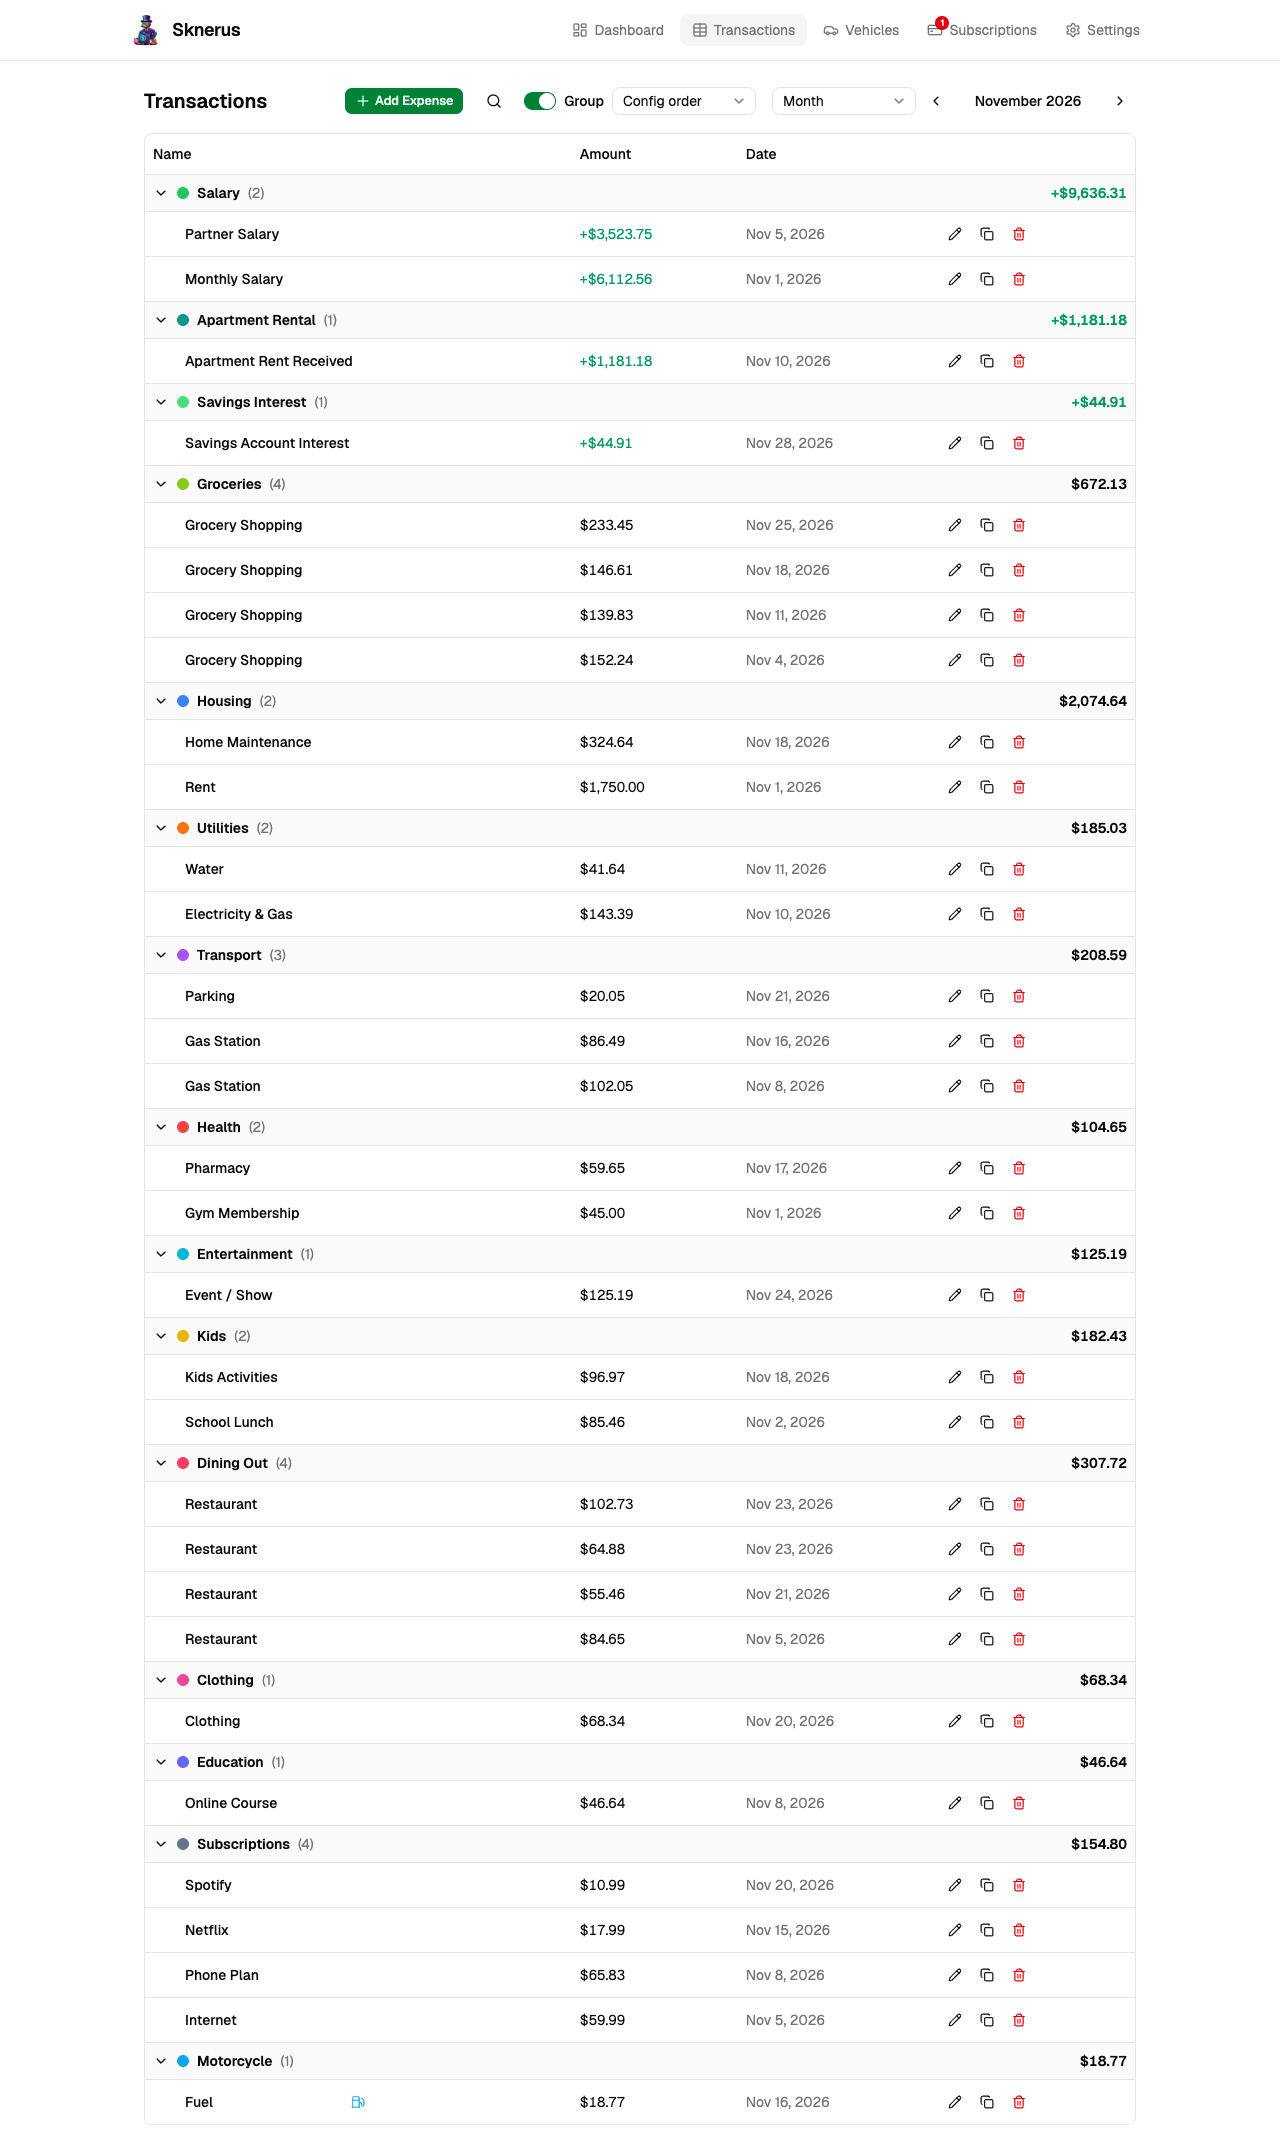 Sknerus
Dashboard
Transactions
Vehicles
1
Subscriptions
Settings
Transactions
Add Expense
Group
Config order
Month
November 2026
Name Amount Date
Salary (2) +$9,636.31
Partner Salary +$3,523.75 Nov 5, 2026
Monthly Salary +$6,112.56 Nov 1, 2026
Apartment Rental (1) +$1,181.18
Apartment Rent Received +$1,181.18 Nov 10, 2026
Savings Interest (1) +$44.91
Savings Account Interest +$44.91 Nov 28, 2026
Groceries (4) $672.13
Grocery Shopping $233.45 Nov 25, 2026
Grocery Shopping $146.61 Nov 18, 2026
Grocery Shopping $139.83 Nov 11, 2026
Grocery Shopping $152.24 Nov 4, 2026
Housing (2) $2,074.64
Home Maintenance $324.64 Nov 18, 2026
Rent $1,750.00 Nov 1, 2026
Utilities (2) $185.03
Water $41.64 Nov 11, 2026
Electricity & Gas $143.39 Nov 10, 2026
Transport (3) $208.59
Parking $20.05 Nov 21, 2026
Gas Station $86.49 Nov 16, 2026
Gas Station $102.05 Nov 8, 2026
Health (2) $104.65
Pharmacy $59.65 Nov 17, 2026
Gym Membership $45.00 Nov 1, 2026
Entertainment (1) $125.19
Event / Show $125.19 Nov 24, 2026
Kids (2) $182.43
Kids Activities $96.97 Nov 18, 2026
School Lunch $85.46 Nov 2, 2026
Dining Out (4) $307.72
Restaurant $102.73 Nov 23, 2026
Restaurant $64.88 Nov 23, 2026
Restaurant $55.46 Nov 21, 2026
Restaurant $84.65 Nov 5, 2026
Clothing (1) $68.34
Clothing $68.34 Nov 20, 2026
Education (1) $46.64
Online Course $46.64 Nov 8, 2026
Subscriptions (4) $154.80
Spotify $10.99 Nov 20, 2026
Netflix $17.99 Nov 15, 2026
Phone Plan $65.83 Nov 8, 2026
Internet $59.99 Nov 5, 2026
Motorcycle (1) $18.77
Fuel $18.77 Nov 16, 2026